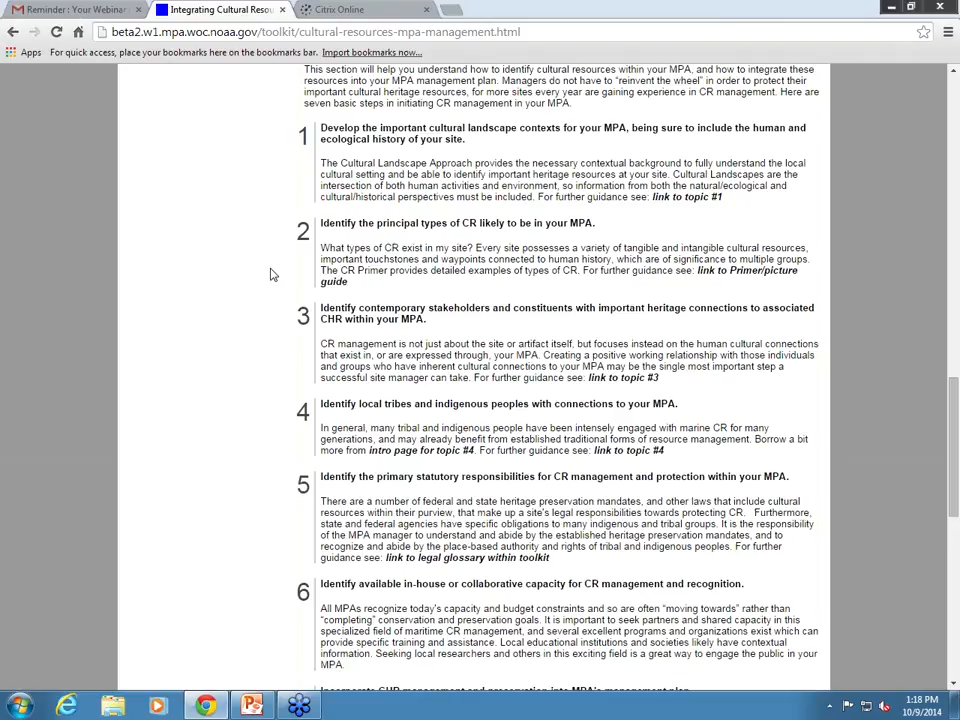 Reminder : Your Webinar
Integrating Cultural Resou
Citrix Online
beta2.w1.mpa.woc.noaa.gov/toolkit/cultural-resources-mpa-management.html
Apps For quick access, place your bookmarks here on the bookmarks bar. Import bookmarks now...
This section will help you understand how to identify cultural resources within your MPA, and how to integrate these
resources into your MPA management plan. Managers do not have to “reinvent the wheel” in order to protect their
important cultural heritage resources, for more sites every year are gaining experience in CR management. Here are
seven basic steps in initiating CR management in your MPA.
1
Develop the important cultural landscape contexts for your MPA, being sure to include the human and
ecological history of your site.
The Cultural Landscape Approach provides the necessary contextual background to fully understand the local
cultural setting and be able to identify important heritage resources at your site. Cultural Landscapes are the
intersection of both human activities and environment, so information from both the natural/ecological and
cultural/historical perspectives must be included. For further guidance see: link to topic #1
2
Identify the principal types of CR likely to be in your MPA.
What types of CR exist in my site? Every site possesses a variety of tangible and intangible cultural resources,
important touchstones and waypoints connected to human history, which are of significance to multiple groups.
The CR Primer provides detailed examples of types of CR. For further guidance see: link to Primer/picture
guide
3
Identify contemporary stakeholders and constituents with important heritage connections to associated
CHR within your MPA.
CR management is not just about the site or artifact itself, but focuses instead on the human cultural connections
that exist in, or are expressed through, your MPA. Creating a positive working relationship with those individuals
and groups who have inherent cultural connections to your MPA may be the single most important step a
successful site manager can take. For further guidance see: link to topic #3
4
Identify local tribes and indigenous peoples with connections to your MPA.
In general, many tribal and indigenous people have been intensely engaged with marine CR for many
generations, and may already benefit from established traditional forms of resource management. Borrow a bit
more from intro page for topic #4. For further guidance see: link to topic #4
5
Identify the primary statutory responsibilities for CR management and protection within your MPA.
There are a number of federal and state heritage preservation mandates, and other laws that include cultural
resources within their purview, that make up a site's legal responsibilities towards protecting CR. Furthermore,
state and federal agencies have specific obligations to many indigenous and tribal groups. It is the responsibility
of the MPA manager to understand and abide by the established heritage preservation mandates, and to
recognize and abide by the place-based authority and rights of tribal and indigenous peoples. For further
guidance see: link to legal glossary within toolkit
6
Identify available in-house or collaborative capacity for CR management and recognition.
All MPAs recognize today's capacity and budget constraints and so are often “moving towards” rather than
“completing” conservation and preservation goals. It is important to seek partners and shared capacity in this
specialized field of maritime CR management, and several excellent programs and organizations exist which can
provide specific training and assistance. Local educational institutions and societies likely have contextual
information. Seeking local researchers and others in this exciting field is a great way to engage the public in your
MPA.
Incorporate CHR management and preservation into MPA's management plan
1:18 PM
10/9/2014